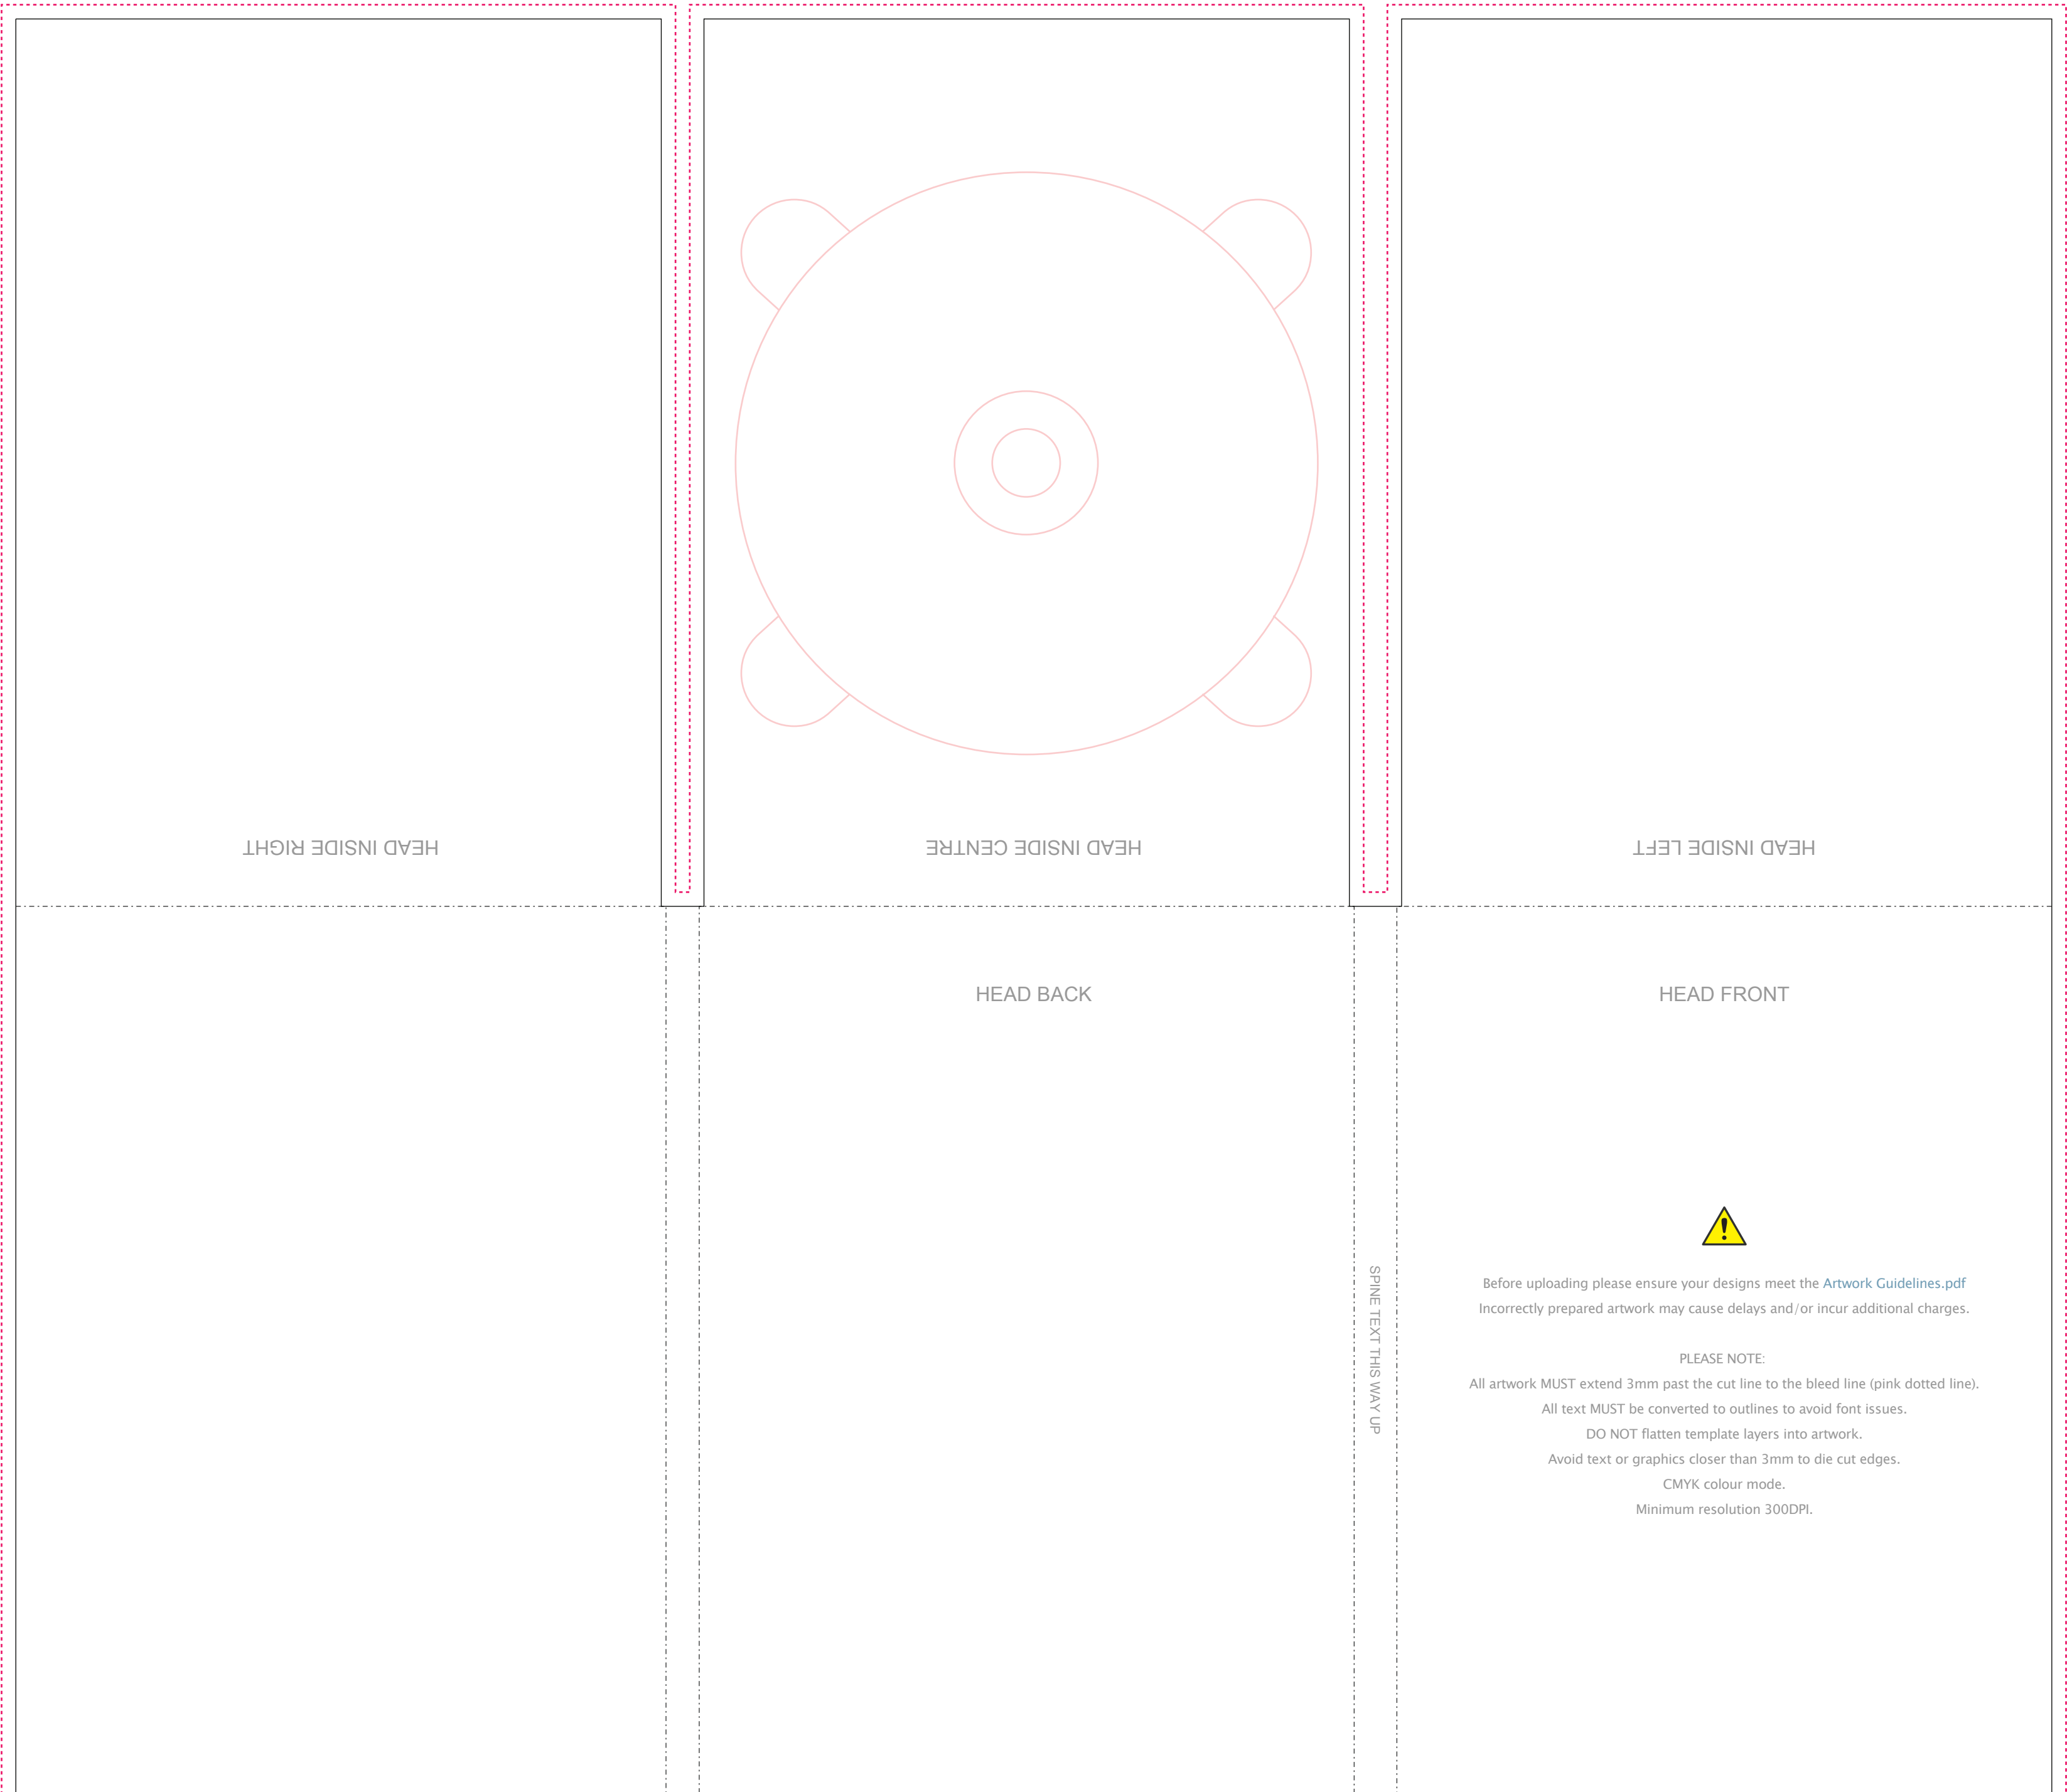 HEAD INSIDE RIGHT
HEAD INSIDE CENTRE
HEAD INSIDE LEFT
HEAD BACK
HEAD FRONT
SPINE TEXT THIS WAY UP
Before uploading please ensure your designs meet the Artwork Guidelines.pdf
Incorrectly prepared artwork may cause delays and/or incur additional charges.
PLEASE NOTE:
All artwork MUST extend 3mm past the cut line to the bleed line (pink dotted line).
All text MUST be converted to outlines to avoid font issues.
DO NOT flatten template layers into artwork.
Avoid text or graphics closer than 3mm to die cut edges.
CMYK colour mode.
Minimum resolution 300DPI.